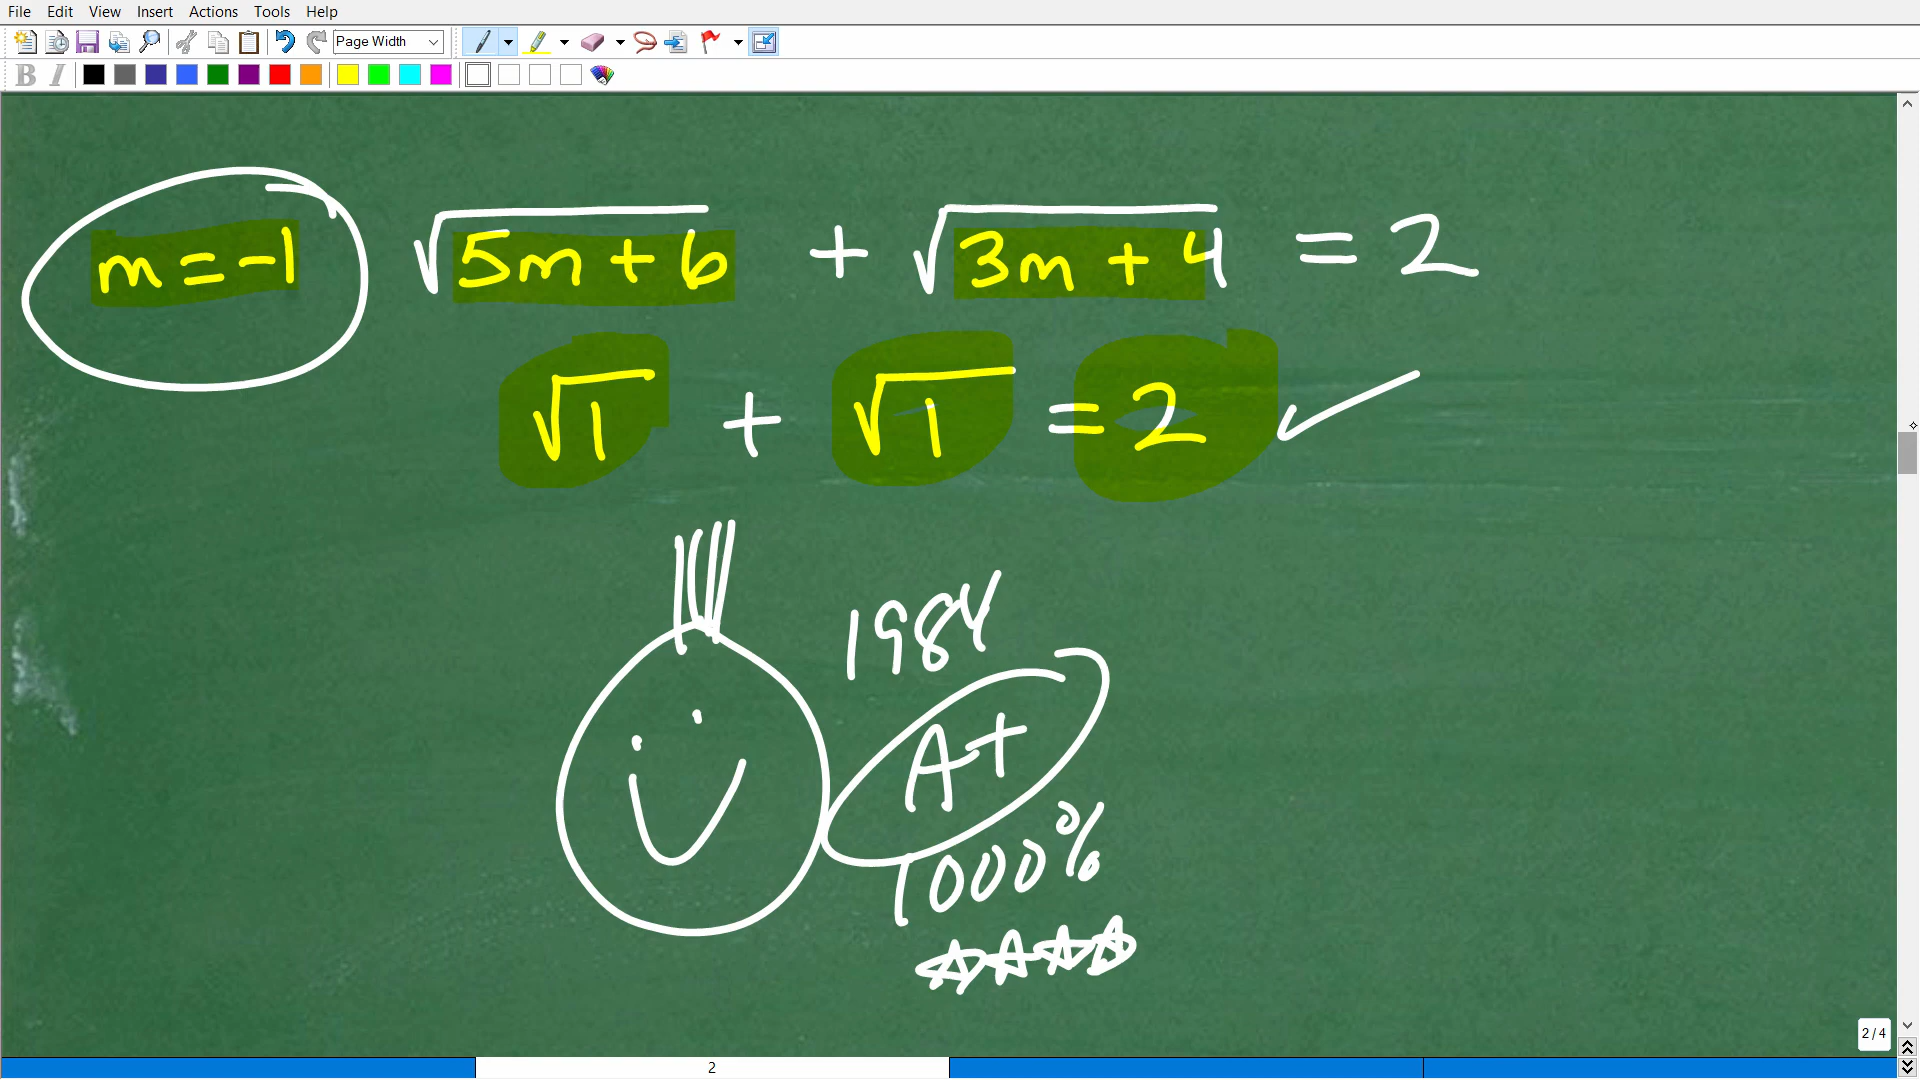 File Edit View Insert Actions Tools Help
Page Width
B I
m = -1 √5m + 6 + √3m + 4 = 2
√1 + √1 = 2 ✓
1984
A+
1000%
2 / 4
2